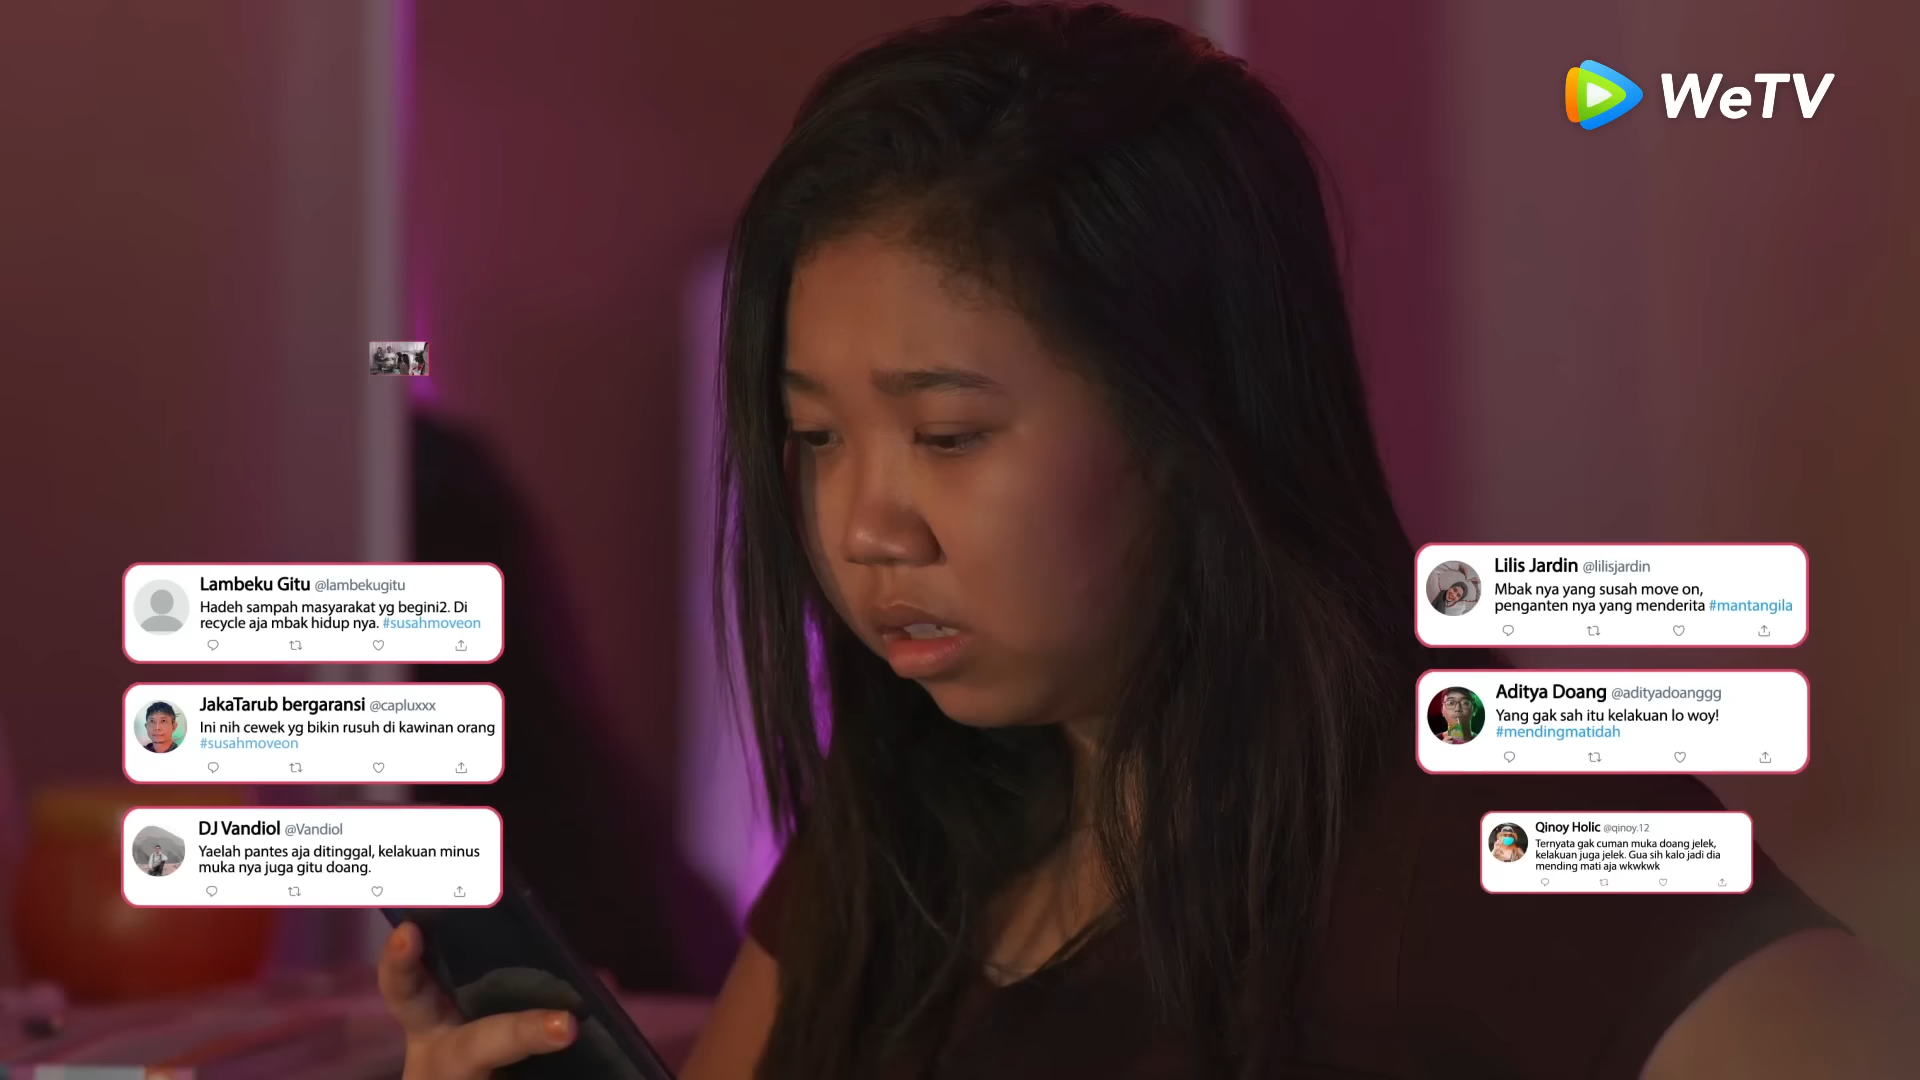 WeTV
Lambeku Gitu @lambekugitu
Hadeh sampah masyarakat yg begini2. Di
recycle aja mbak hidup nya. #susahmoveon
JakaTarub bergaransi @capluxxx
Ini nih cewek yg bikin rusuh di kawinan orang
#susahmoveon
DJ Vandiol @Vandiol
Yaelah pantes aja ditinggal, kelakuan minus
muka nya juga gitu doang.
Lilis Jardin @lilisjardin
Mbak nya yang susah move on,
penganten nya yang menderita #mantangila
Aditya Doang @adityadoanggg
Yang gak sah itu kelakuan lo woy!
#mendingmatidah
Qinoy Holic @qinoy.12
Ternyata gak cuman muka doang jelek,
kelakuan juga jelek. Gua sih kalo jadi dia
mending mati aja wkwkwk